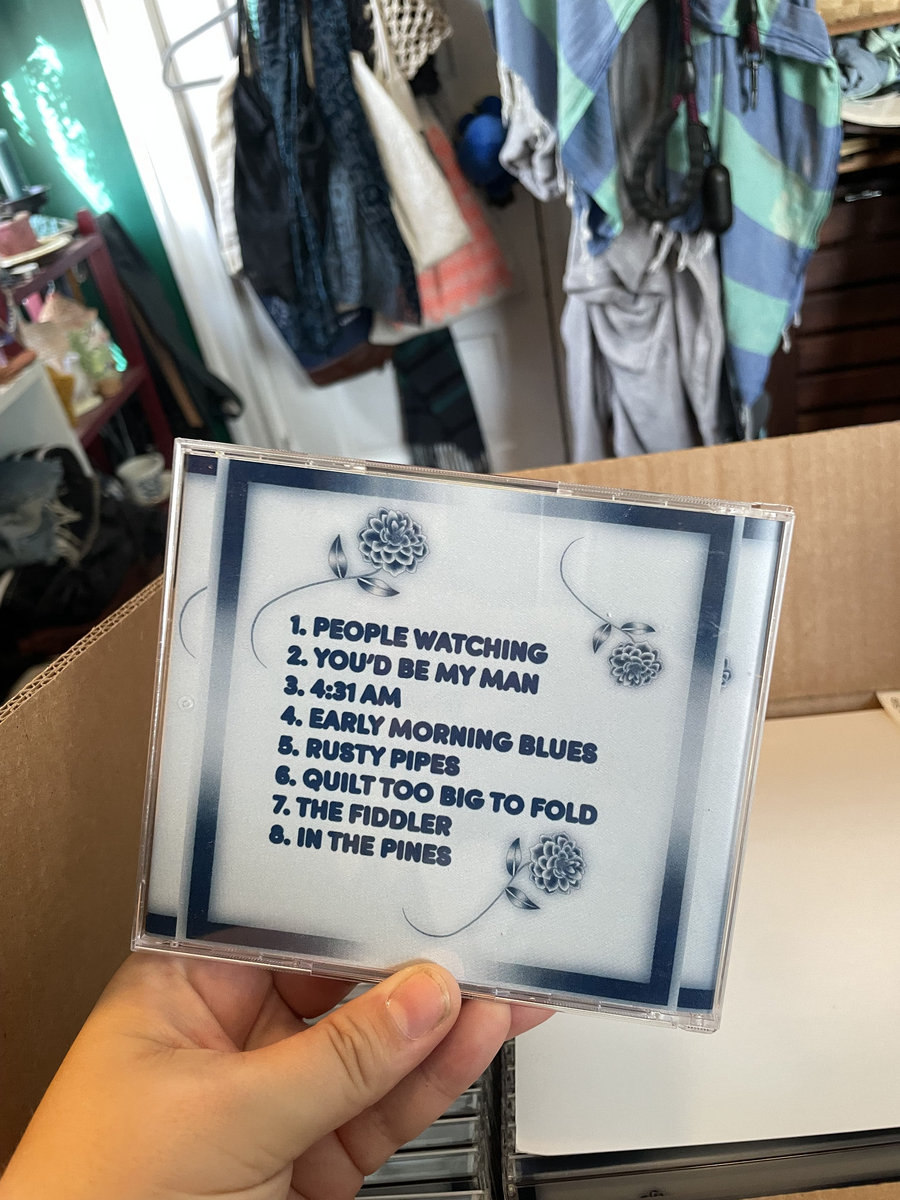 1. PEOPLE WATCHING
2. YOU'D BE MY MAN
3. 4:31 AM
4. EARLY MORNING BLUES
5. RUSTY PIPES
6. QUILT TOO BIG TO FOLD
7. THE FIDDLER
8. IN THE PINES